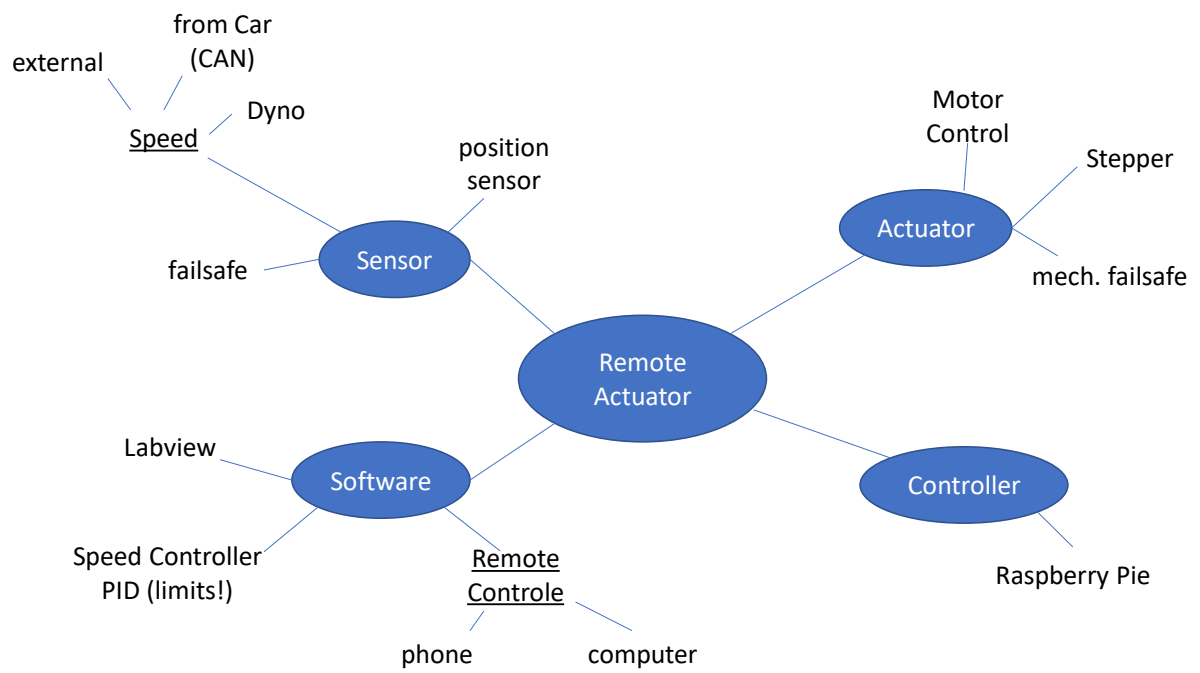 from Car
(CAN)
external
Dyno
Speed
position
sensor
failsafe
Sensor
Motor
Control
Stepper
Actuator
mech. failsafe
Remote
Actuator
Labview
Software
Speed Controller
PID (limits!)
Remote
Controle
phone
computer
Controller
Raspberry Pie